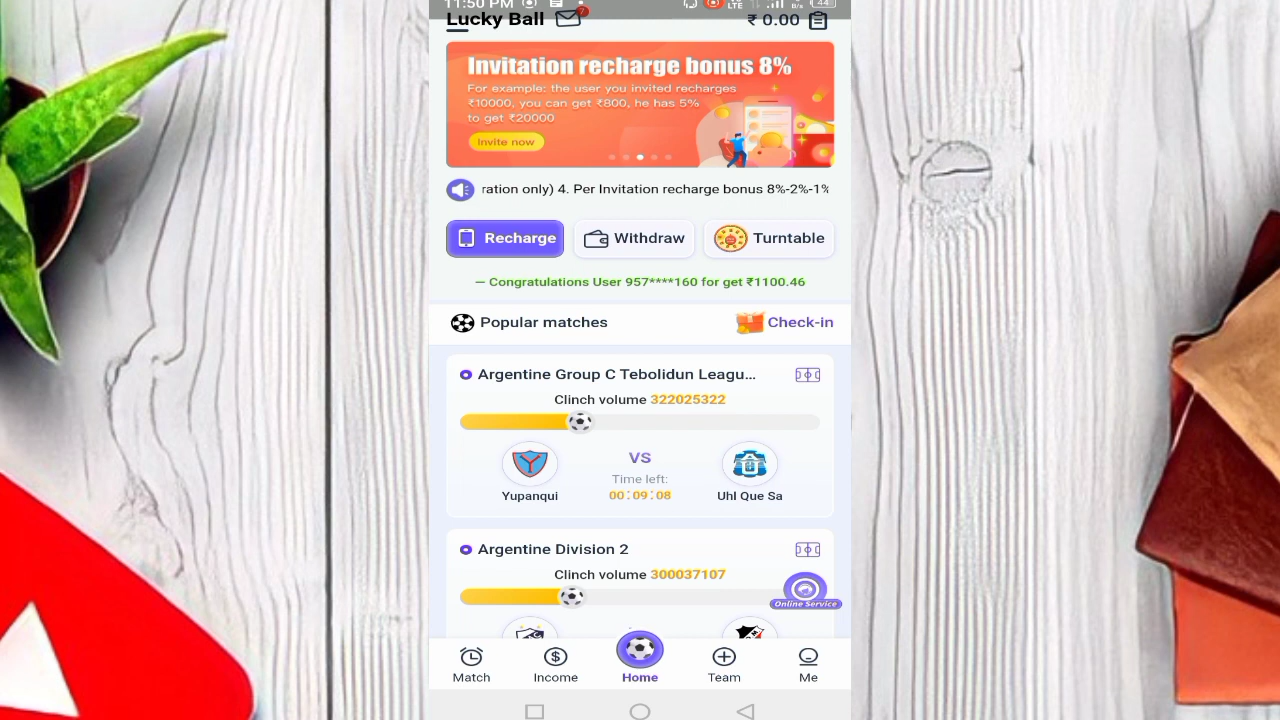 11:50 PM
LTE
44
Lucky Ball
7
₹ 0.00
Invitation recharge bonus 8%
For example: the user you invited recharges
₹10000, you can get ₹800, he has 5%
to get ₹20000
Invite now
ration only) 4. Per Invitation recharge bonus 8%-2%-1%
Recharge
Withdraw
Turntable
— Congratulations User 957****160 for get ₹1100.46
Popular matches
Check-in
Argentine Group C Tebolidun Leagu...
Clinch volume 322025322
VS
Time left:
00:09:08
Yupanqui
Uhl Que Sa
Argentine Division 2
Clinch volume 300037107
Online Service
Match
Income
Home
Team
Me